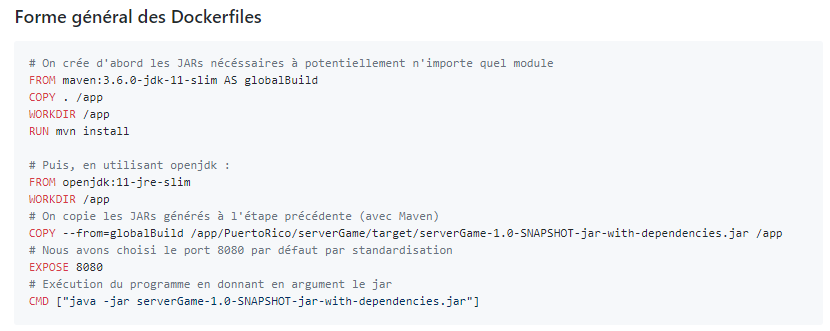 Forme général des Dockerfiles
# On crée d'abord les JARs nécéssaires à potentiellement n'importe quel module
FROM maven:3.6.0-jdk-11-slim AS globalBuild
COPY . /app
WORKDIR /app
RUN mvn install
# Puis, en utilisant openjdk :
FROM openjdk:11-jre-slim
WORKDIR /app
# On copie les JARs générés à l'étape précédente (avec Maven)
COPY --from=globalBuild /app/PuertoRico/serverGame/target/serverGame-1.0-SNAPSHOT-jar-with-dependencies.jar /app
# Nous avons choisi le port 8080 par défaut par standardisation
EXPOSE 8080
# Exécution du programme en donnant en argument le jar
CMD ["java -jar serverGame-1.0-SNAPSHOT-jar-with-dependencies.jar"]